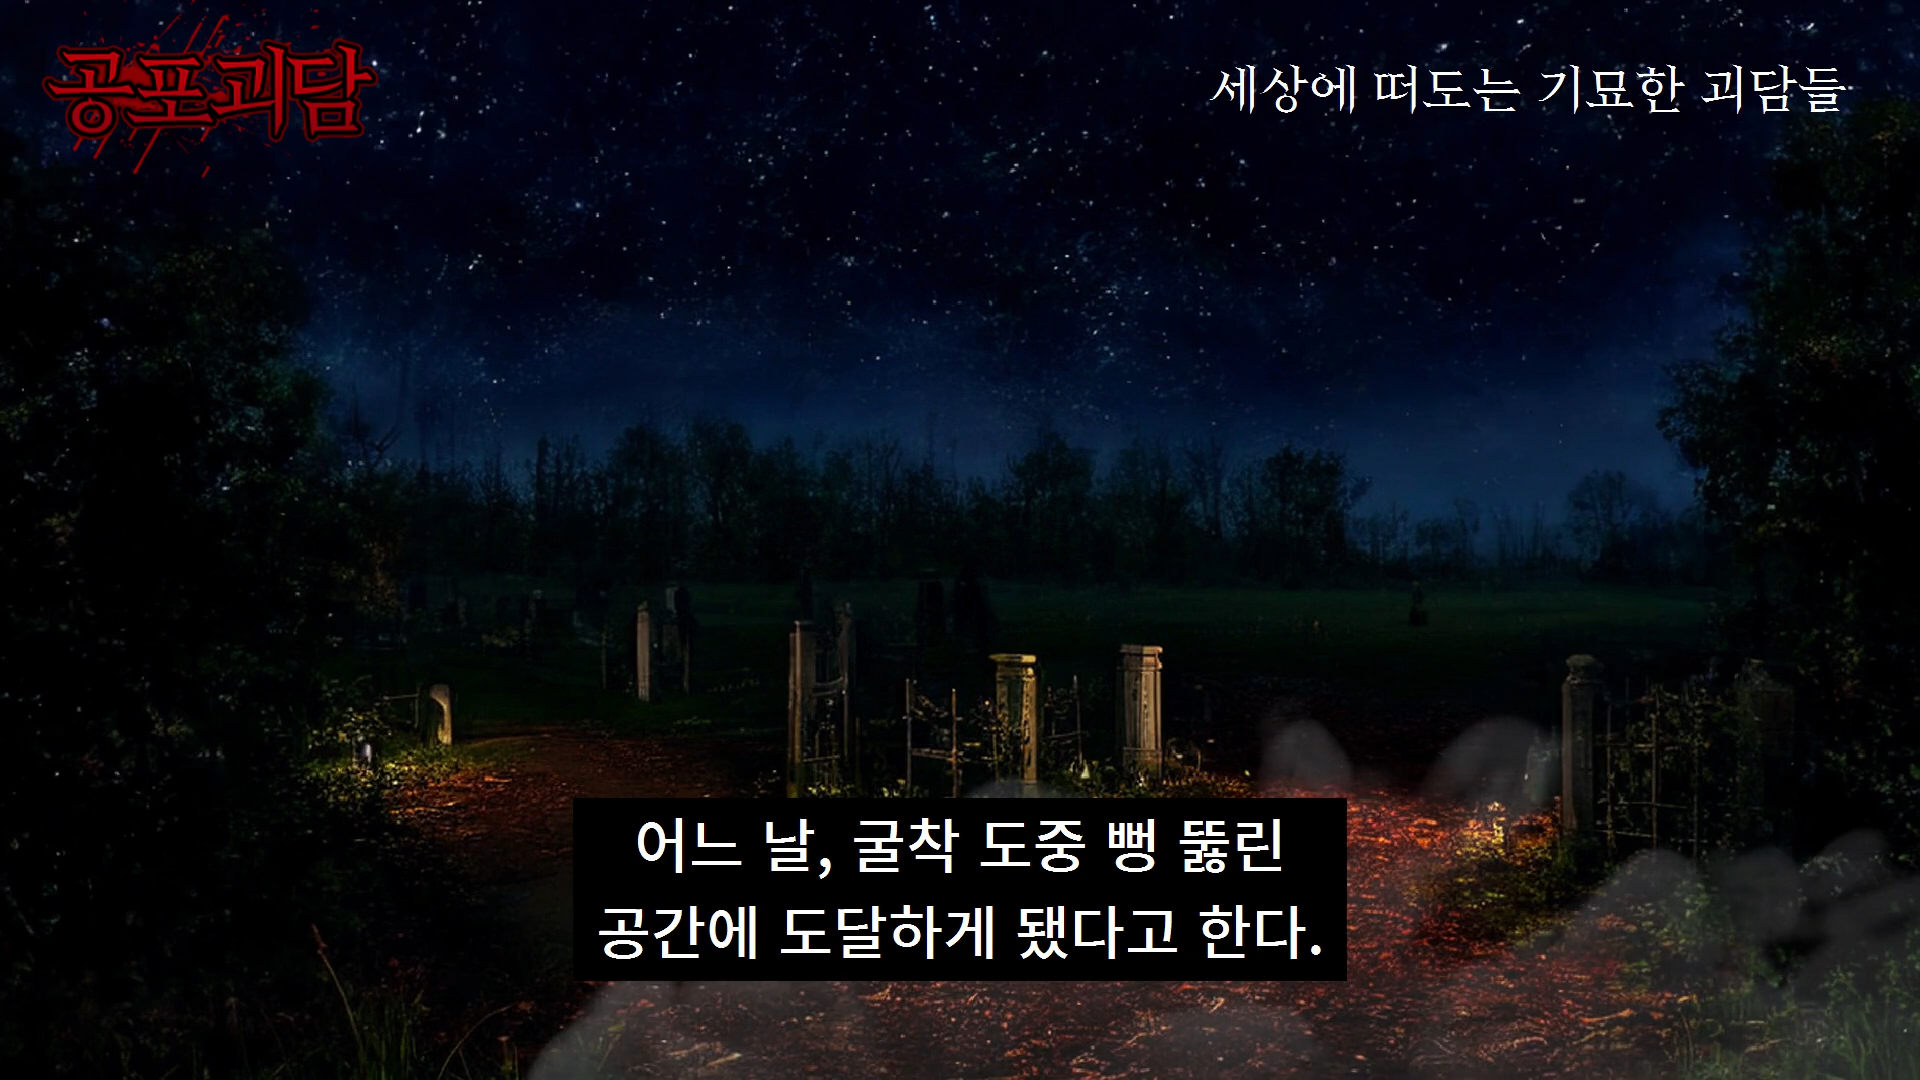 공포괴담
세상에 떠도는 기묘한 괴담들
어느 날, 굴착 도중 뻥 뚫린
공간에 도달하게 됐다고 한다.